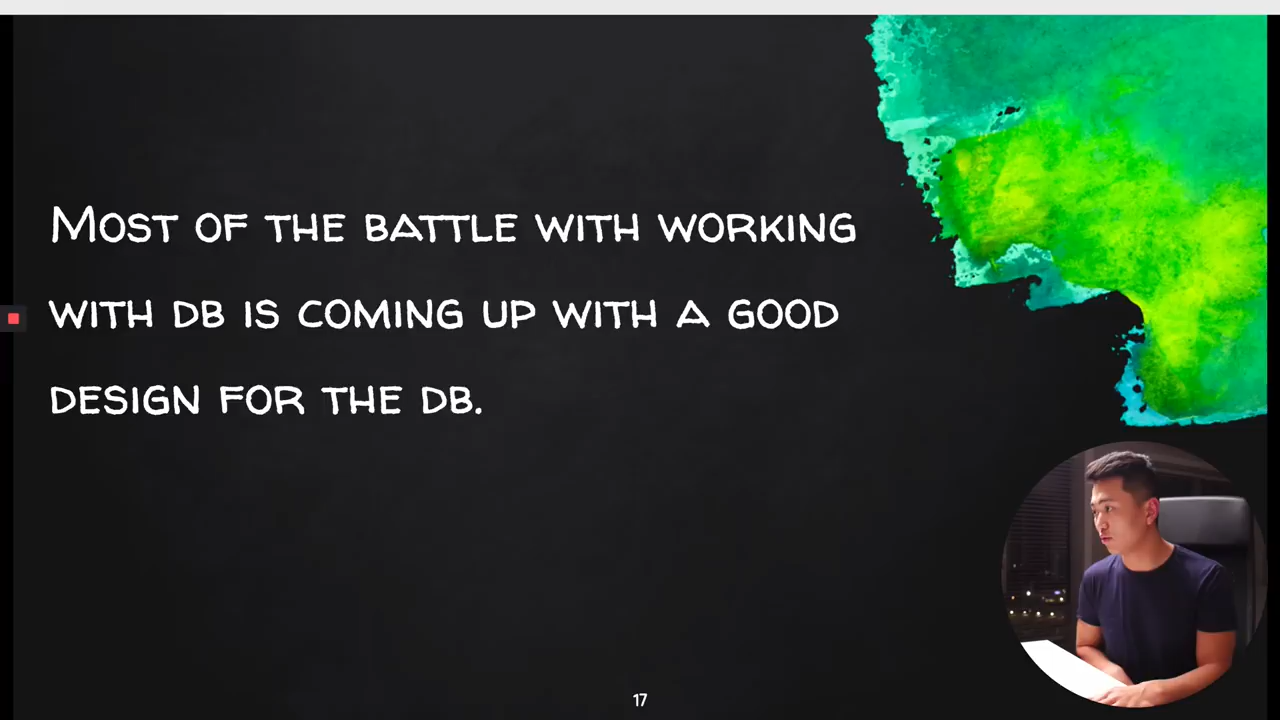 Most of the battle with working
with db is coming up with a good
design for the db.
17